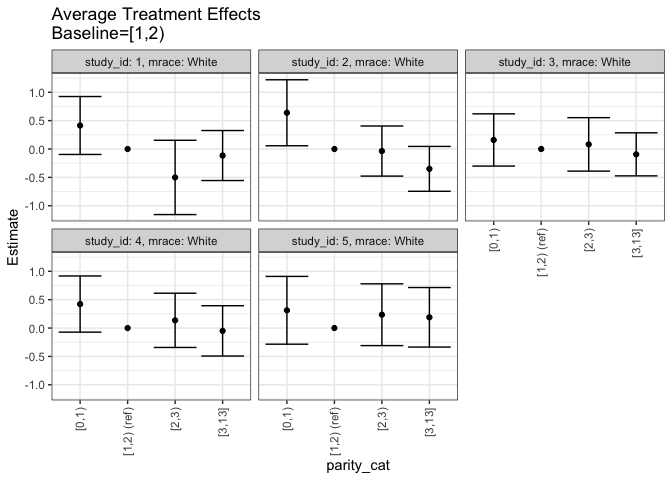 Average Treatment Effects
Baseline=[1,2)
study_id: 1, mrace: White
study_id: 2, mrace: White
study_id: 3, mrace: White
1.0
0.5
0.0
-0.5
-1.0
study_id: 4, mrace: White
study_id: 5, mrace: White
[0,1)
[1,2) (ref)
[2,3)
[3,13]
1.0
0.5
0.0
-0.5
-1.0
Estimate
[0,1)
[1,2) (ref)
[2,3)
[3,13]
[0,1)
[1,2) (ref)
[2,3)
[3,13]
parity_cat